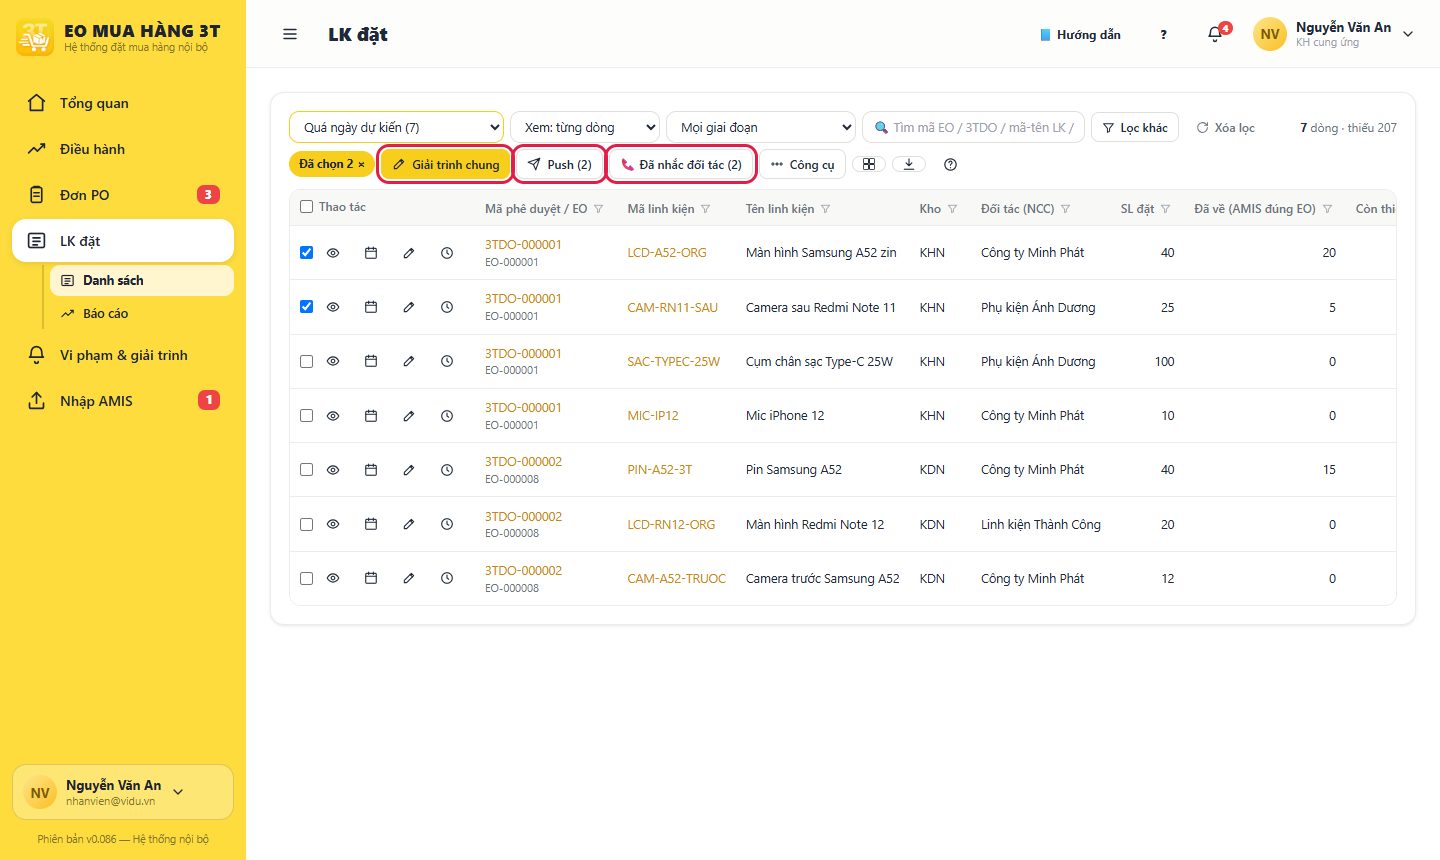 3T
EO MUA HÀNG 3T
Hệ thống đặt mua hàng nội bộ
Tổng quan
Điều hành
Đơn PO 3
LK đặt
Danh sách
Báo cáo
Vi phạm & giải trình
Nhập AMIS 1
NV
Nguyễn Văn An
nhanvien@vidu.vn
Phiên bản v0.086 — Hệ thống nội bộ
LK đặt
Hướng dẫn
?
4
NV
Nguyễn Văn An
KH cung ứng
Quá ngày dự kiến (7) Xem: từng dòng Mọi giai đoạn Tìm mã EO / 3TDO / mã-tên LK / Lọc khác Xóa lọc 7 dòng · thiếu 207
Đã chọn 2 × Giải trình chung Push (2) Đã nhắc đối tác (2) Công cụ
Thao tác Mã phê duyệt / EO Mã linh kiện Tên linh kiện Kho Đối tác (NCC) SL đặt Đã về (AMIS đúng EO) Còn thi
3TDO-000001 LCD-A52-ORG Màn hình Samsung A52 zin KHN Công ty Minh Phát 40 20
EO-000001
3TDO-000001 CAM-RN11-SAU Camera sau Redmi Note 11 KHN Phụ kiện Ánh Dương 25 5
EO-000001
3TDO-000001 SAC-TYPEC-25W Cụm chân sạc Type-C 25W KHN Phụ kiện Ánh Dương 100 0
EO-000001
3TDO-000001 MIC-IP12 Mic iPhone 12 KHN Công ty Minh Phát 10 0
EO-000001
3TDO-000002 PIN-A52-3T Pin Samsung A52 KDN Công ty Minh Phát 40 15
EO-000008
3TDO-000002 LCD-RN12-ORG Màn hình Redmi Note 12 KDN Linh kiện Thành Công 20 0
EO-000008
3TDO-000002 CAM-A52-TRUOC Camera trước Samsung A52 KDN Công ty Minh Phát 12 0
EO-000008